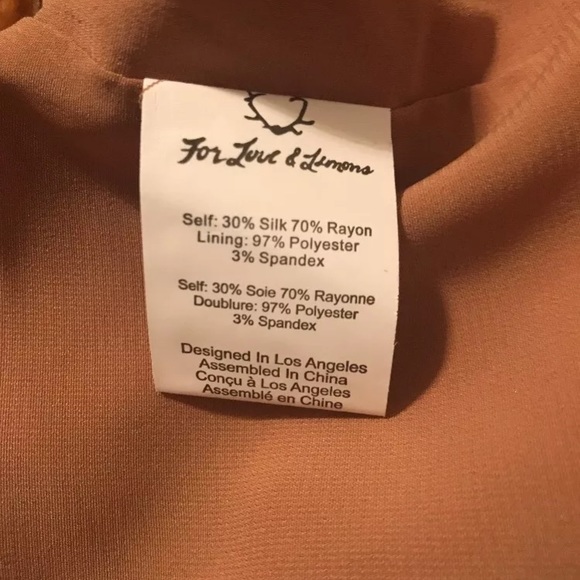 For Love & Lemons
Self: 30% Silk 70% Rayon
Lining: 97% Polyester
3% Spandex
Self: 30% Soie 70% Rayonne
Doublure: 97% Polyester
3% Spandex
Designed In Los Angeles
Assembled In China
Conçu à Los Angeles
Assemblé en Chine